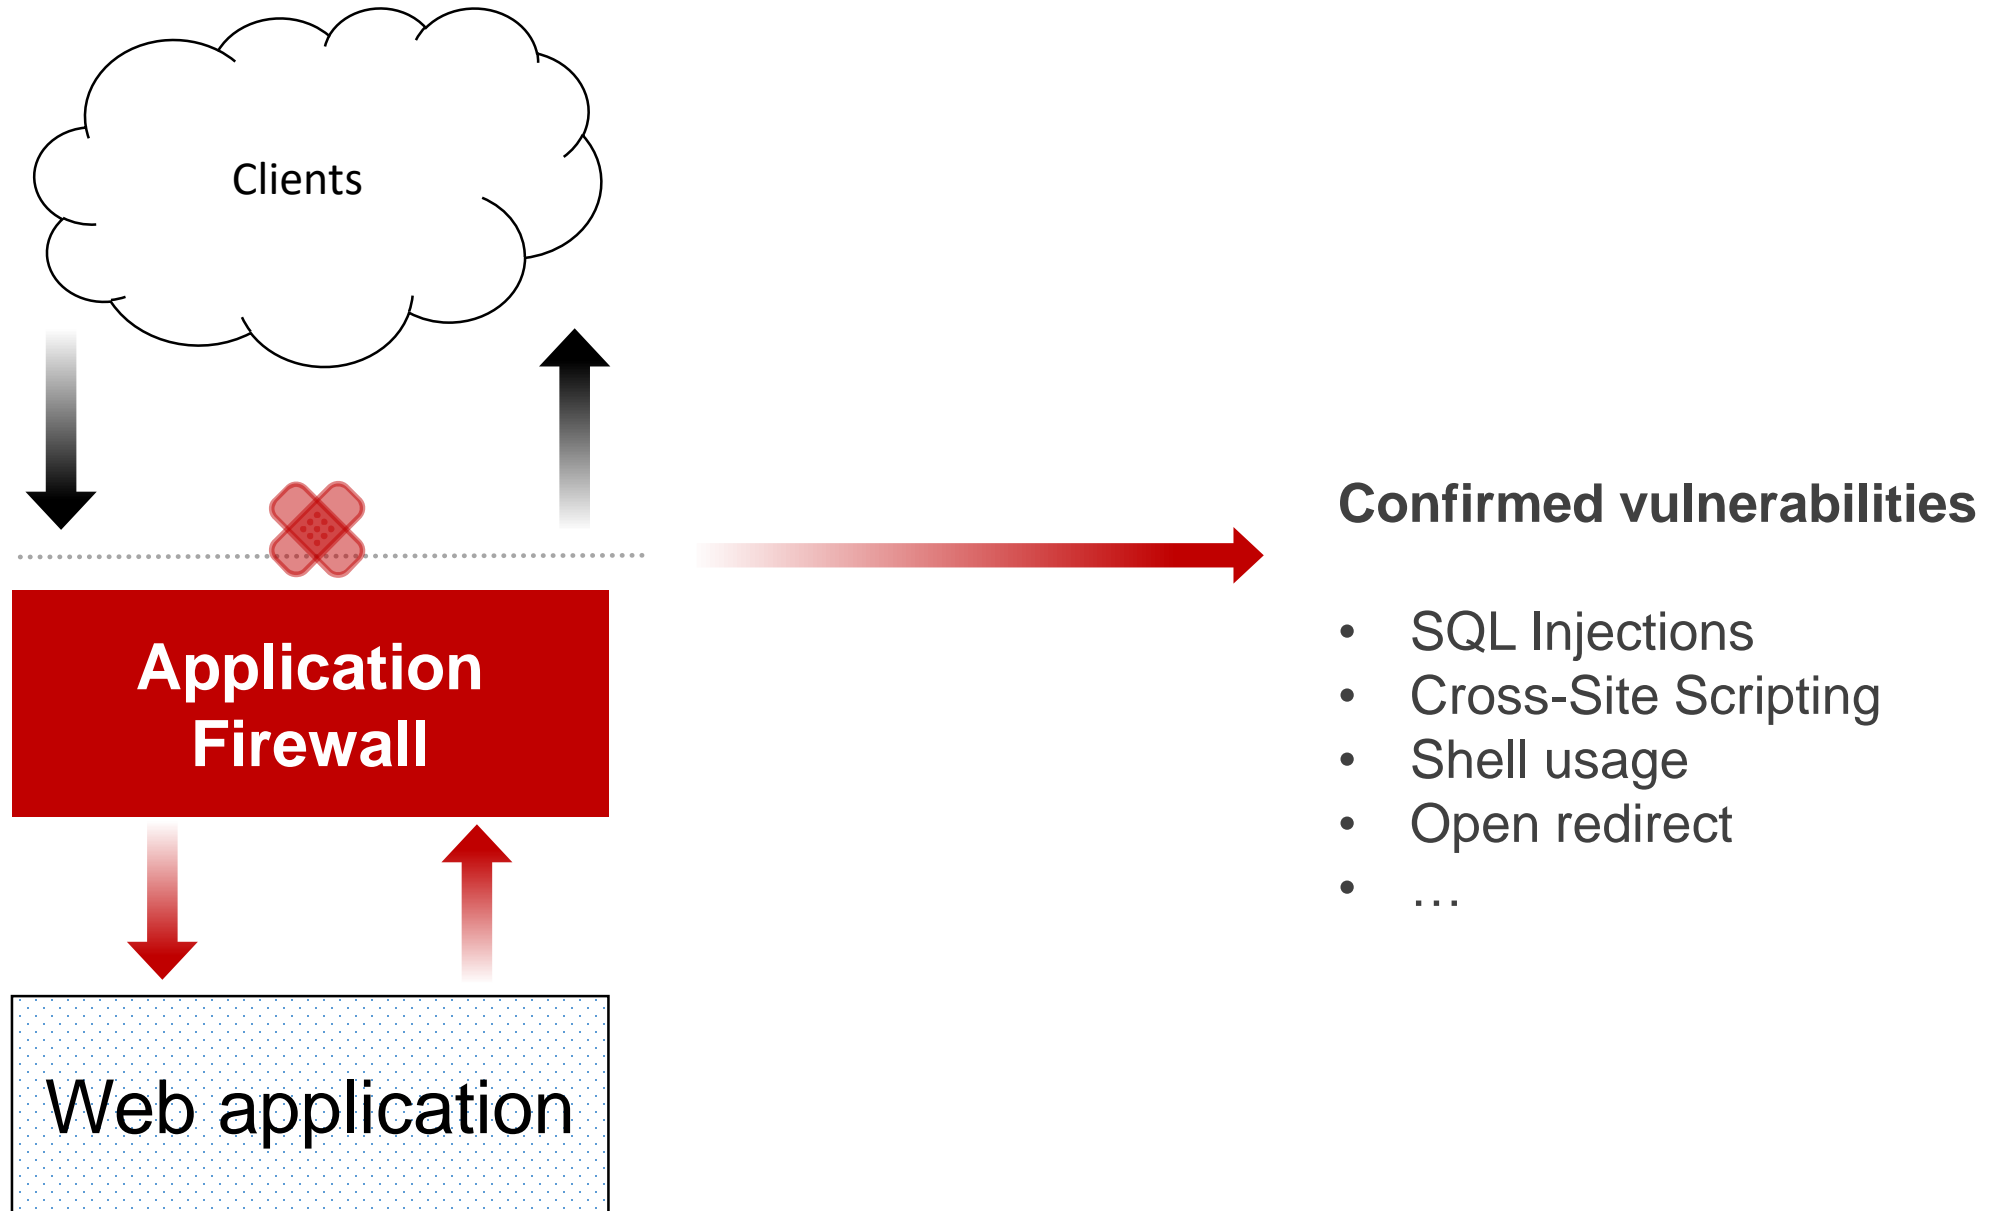 Clients
Application
Firewall
Web application
Confirmed vulnerabilities
• SQL Injections
• Cross-Site Scripting
• Shell usage
• Open redirect
• …